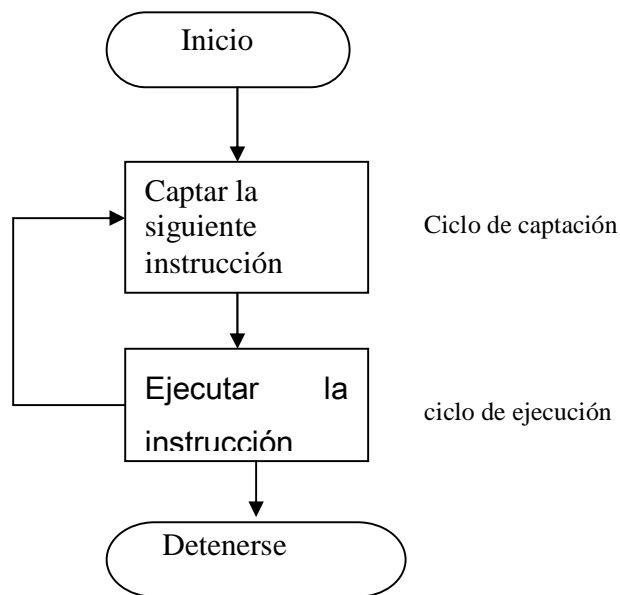 Inicio
Captar la
siguiente
instrucción
Ciclo de captación
Ejecutar la
instrucción
ciclo de ejecución
Detenerse